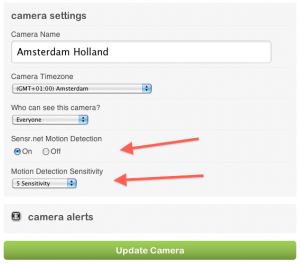 camera settings
Camera Name
Amsterdam Holland
Camera Timezone
(GMT+01:00) Amsterdam
Who can see this camera?
Everyone
Sensr.net Motion Detection
On Off
Motion Detection Sensitivity
5 Sensitivity
camera alerts
Update Camera